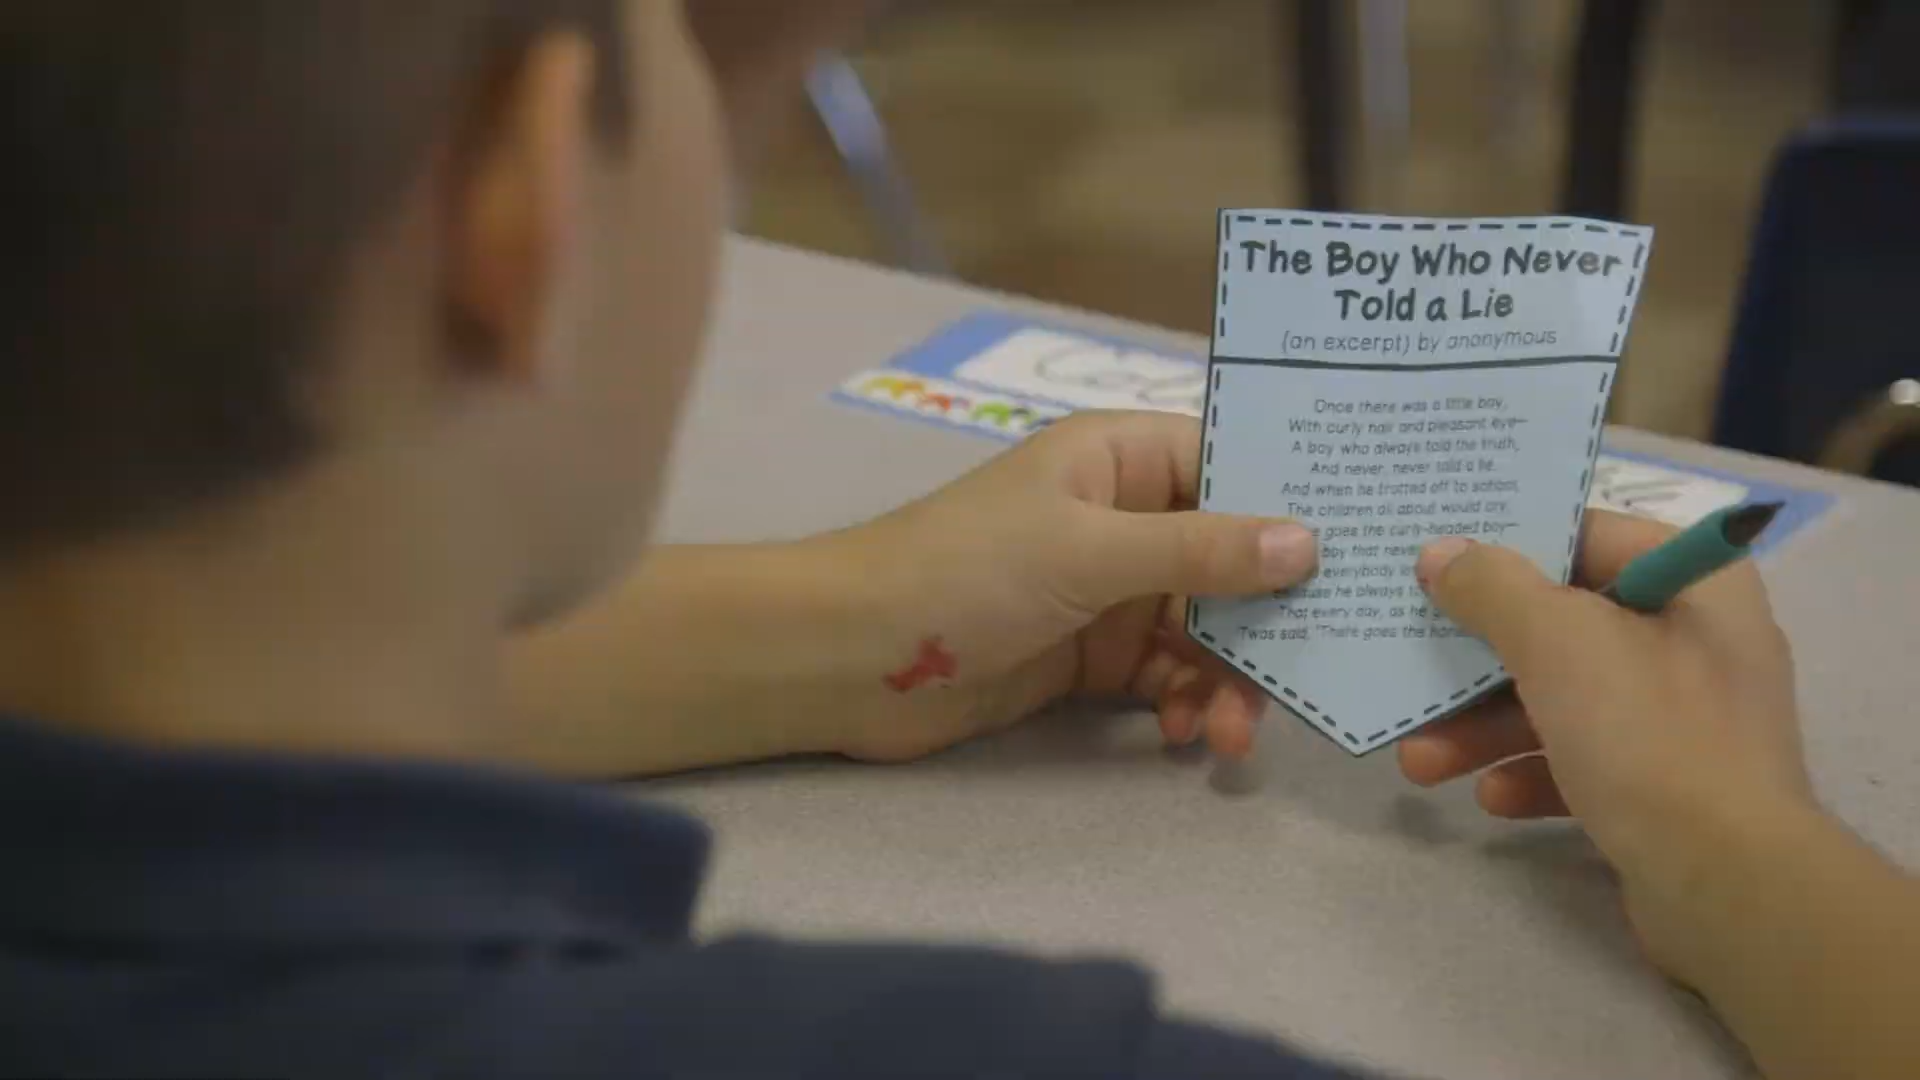 The Boy Who Never
Told a Lie
(an excerpt) by anonymous
Once there was a little boy,
With curly hair and pleasant eye—
A boy who always told the truth,
And never, never told a lie.
And when he trotted off to school,
The children all about would cry,
goes the curly-headed boy—
boy that never
everybody
he always
That every day, as he
'Twas said, "There goes the